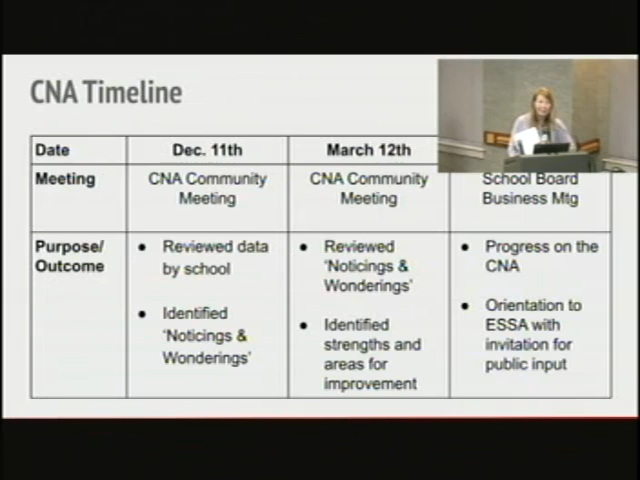 CNA Timeline
Date Dec. 11th March 12th
Meeting CNA Community CNA Community School Board
Meeting Meeting Business Mtg
Purpose/ • Reviewed data • Reviewed • Progress on the
Outcome by school 'Noticings & CNA
Wonderings'
• Identified • Orientation to
'Noticings & • Identified ESSA with
Wonderings' strengths and invitation for
areas for public input
improvement